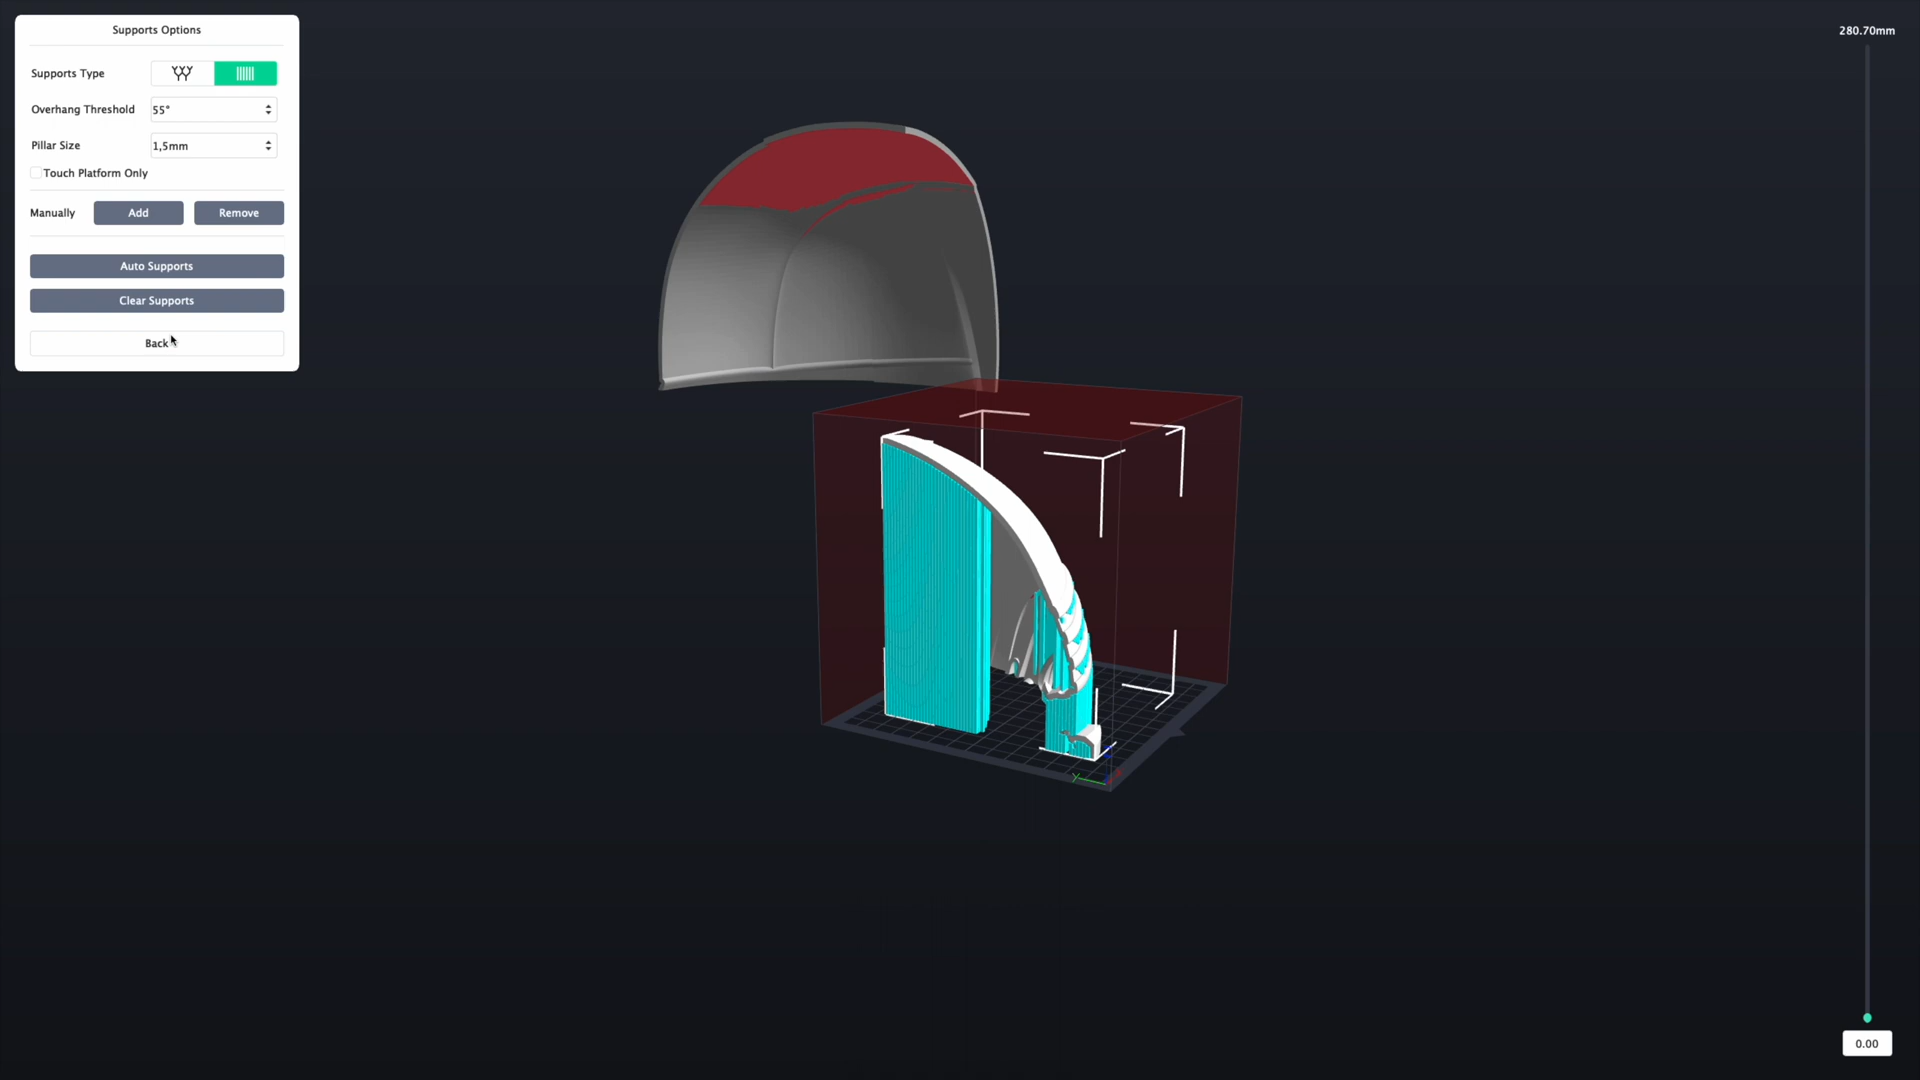 Supports Options
280.70mm
Supports Type
Overhang Threshold 55°
Pillar Size 1,5mm
Touch Platform Only
Manually Add Remove
Auto Supports
Clear Supports
Back
Y
0.00